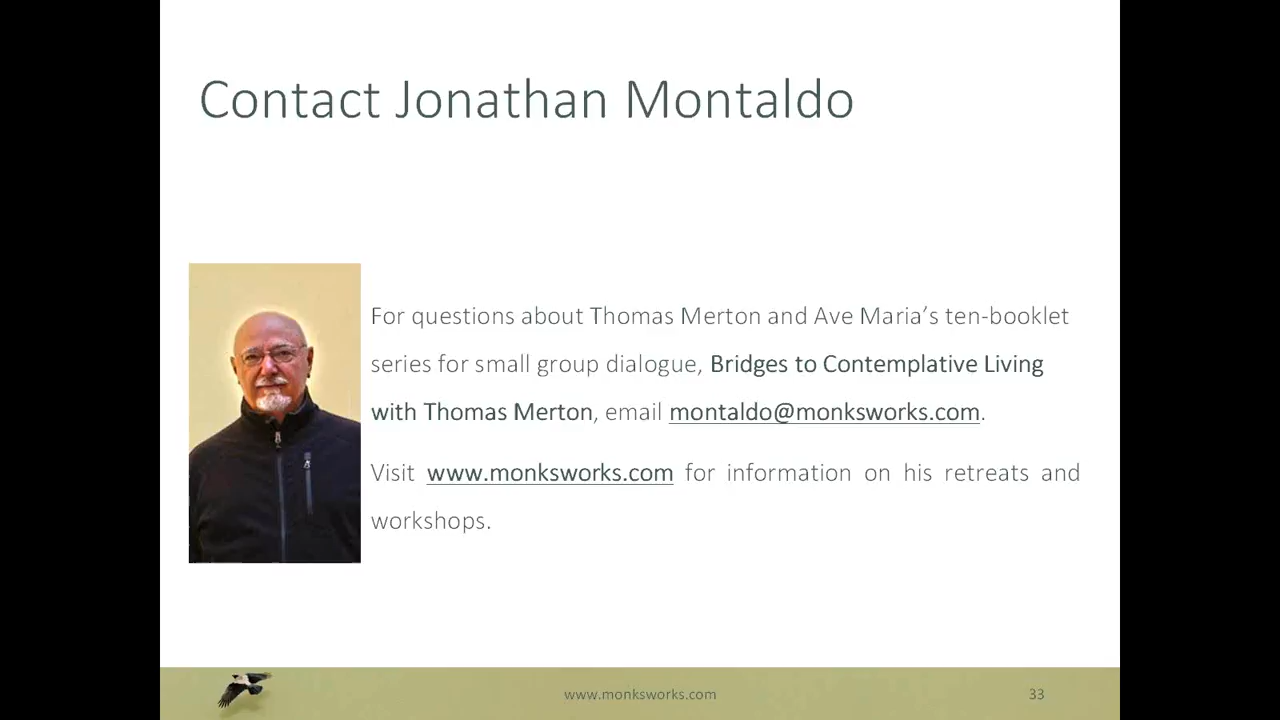 Contact Jonathan Montaldo
For questions about Thomas Merton and Ave Maria’s ten-booklet
series for small group dialogue, Bridges to Contemplative Living
with Thomas Merton, email montaldo@monksworks.com.
Visit www.monksworks.com for information on his retreats and
workshops.
www.monksworks.com
33